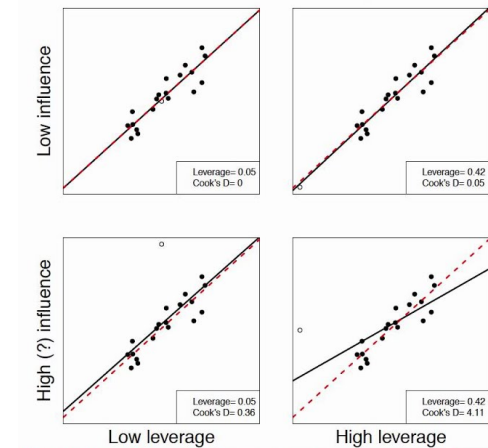 Low influence
Leverage= 0.05
Cook's D= 0
Leverage= 0.42
Cook's D= 0.05
High (?) influence
Leverage= 0.05
Cook's D= 0.36
Leverage= 0.42
Cook's D= 4.11
Low leverage
High leverage